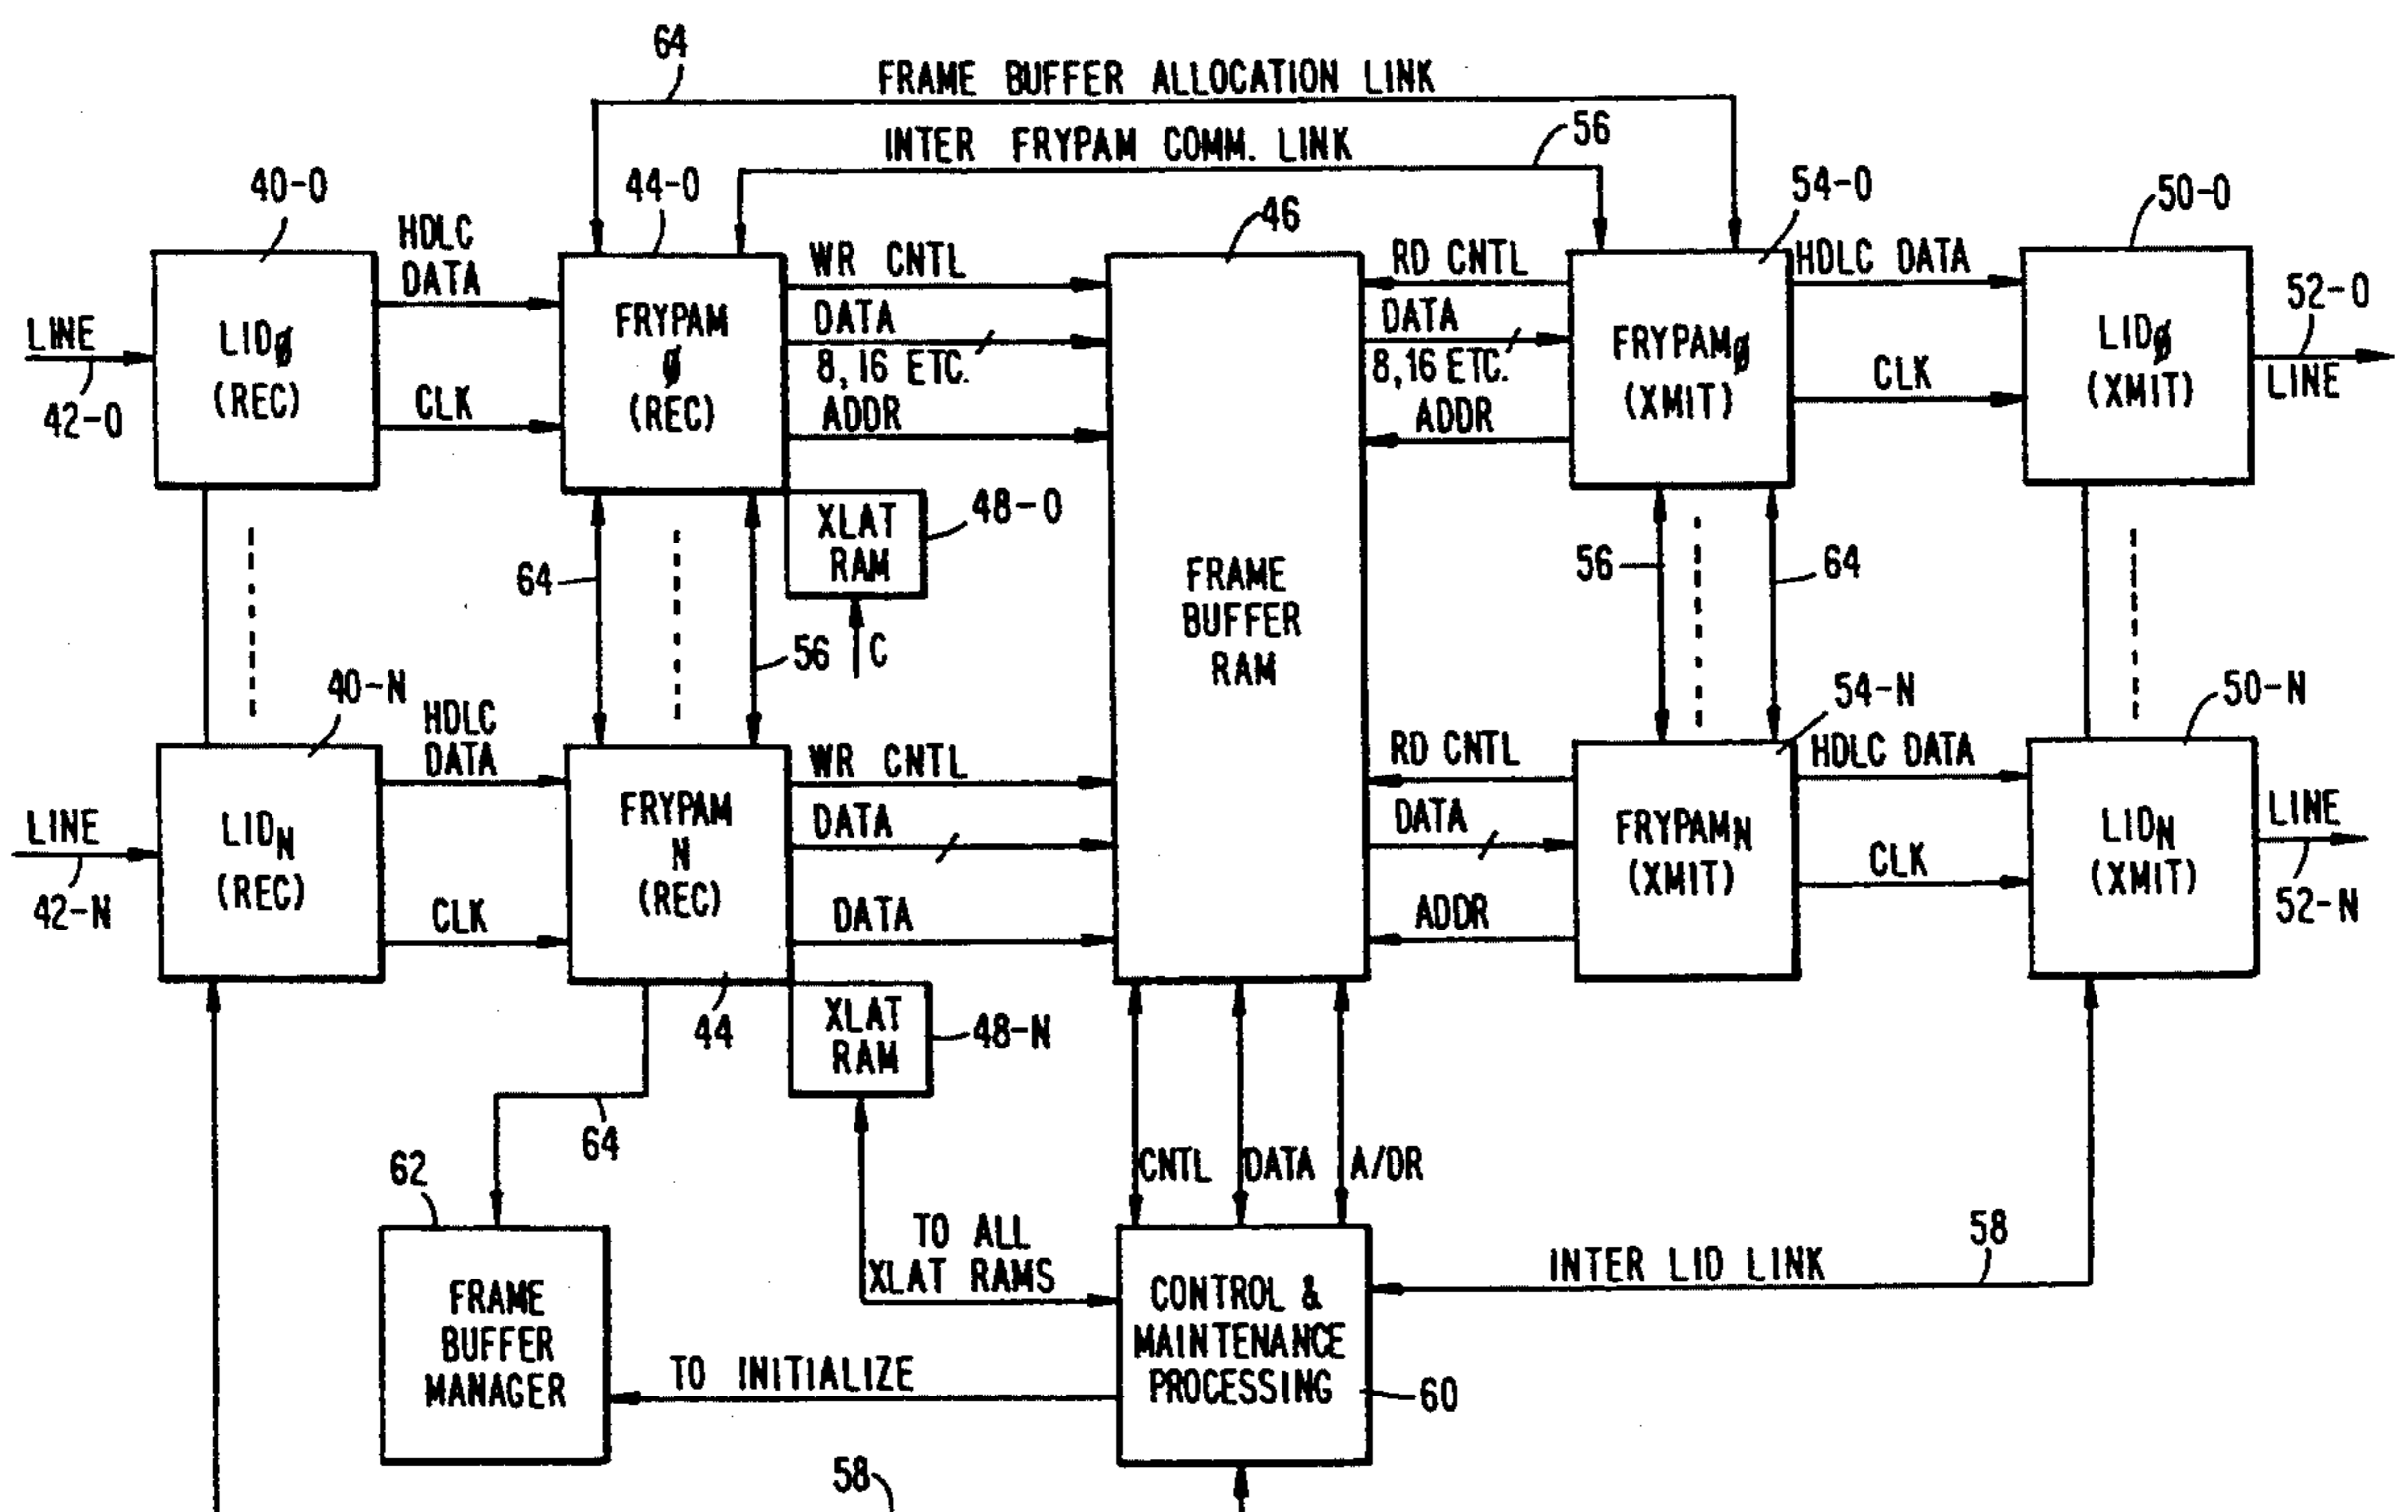 64
FRAME BUFFER ALLOCATION LINK
INTER FRYPAM COMM. LINK
56
40-0
44-0
46
54-0
50-0
HDLC
DATA
WR CNTL
RD CNTL
HDLC DATA
52-0
LINE
LIDø
(REC)
FRYPAM
ø
(REC)
DATA
8,16 ETC.
DATA
8,16 ETC.
FRYPAMø
(XMIT)
LIDø
(XMIT)
LINE
42-0
CLK
ADDR
ADDR
CLK
XLAT
RAM
48-0
64
56
C
FRAME
BUFFER
RAM
56
64
40-N
54-N
50-N
HDLC
DATA
WR CNTL
RD CNTL
HDLC DATA
LINE
LIDN
(REC)
FRYPAM
N
(REC)
DATA
DATA
FRYPAMN
(XMIT)
LIDN
(XMIT)
LINE
42-N
CLK
DATA
ADDR
CLK
52-N
44
XLAT
RAM
48-N
64
62
CNTL
DATA
A/DR
TO ALL
XLAT RAMS
58
INTER LID LINK
FRAME
BUFFER
MANAGER
CONTROL &
MAINTENANCE
PROCESSING
TO INITIALIZE
60
58